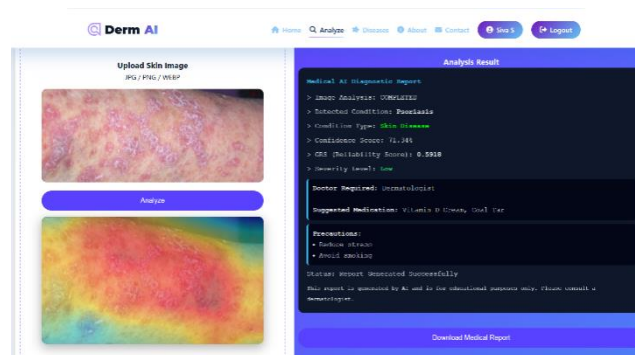 Derm AI
Home Analyze Diseases About Contact Siva S Logout
Upload Skin Image
JPG / PNG / WEBP
Analyze
Analysis Result
Medical AI Diagnostic Report
> Image Analysis: COMPLETED
> Detected Condition: Psoriasis
> Condition Type: Skin Disease
> Confidence Score: 71.34%
> GRS (Reliability Score): 0.5918
> Severity Level: Low
Doctor Required: Dermatologist
Suggested Medication: Vitamin D Cream, Coal Tar
Precautions:
• Reduce stress
• Avoid smoking
Status: Report Generated Successfully
This report is generated by AI and is for educational purposes only. Please consult a
dermatologist.
Download Medical Report